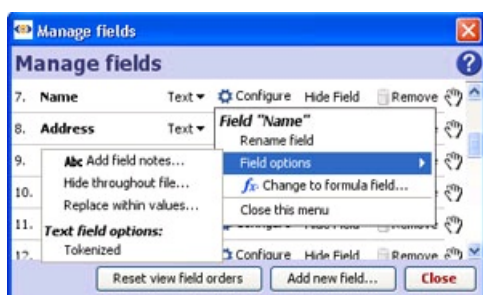 Manage fields
Manage fields
7. Name Text Configure Hide Field Remove
8. Address Text
Field "Name"
Rename field
Field options
Change to formula field...
Close this menu
9. Abc Add field notes...
10. Hide throughout file...
Replace within values...
11. Text field options:
Tokenized
12. Configure Hide Field Remove
Reset view field orders Add new field... Close